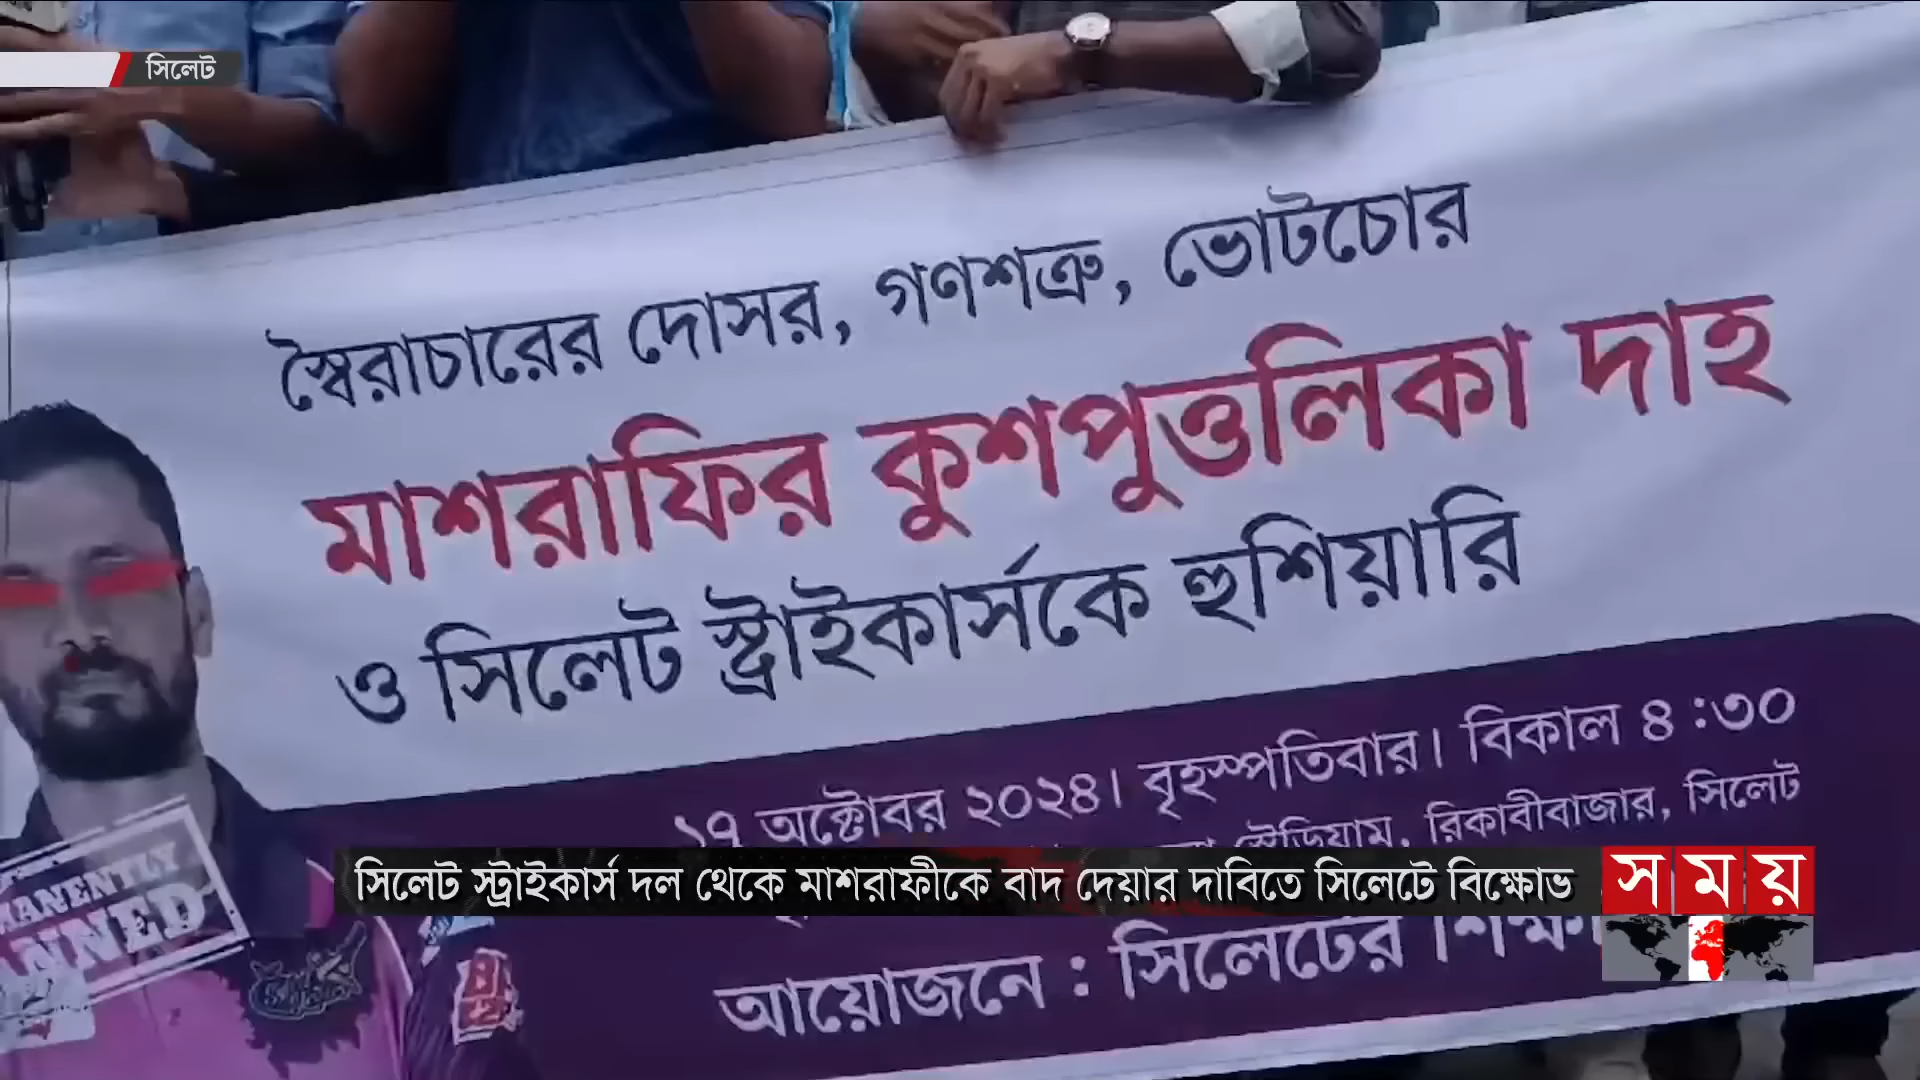 সিলেট
স্বৈরাচারের দোসর, গণশত্রু, ভোটচোর
মাশরাফির কুশপুত্তলিকা দাহ
ও সিলেট স্ট্রাইকার্সকে হুশিয়ারি
১৭ অক্টোবর ২০২৪। বৃহস্পতিবার। বিকাল ৪:৩০
স্টেডিয়াম, রিকাবীবাজার, সিলেট
সিলেট স্ট্রাইকার্স দল থেকে মাশরাফীকে বাদ দেয়ার দাবিতে সিলেটে বিক্ষোভ
সময়
আয়োজনে : সিলেটের